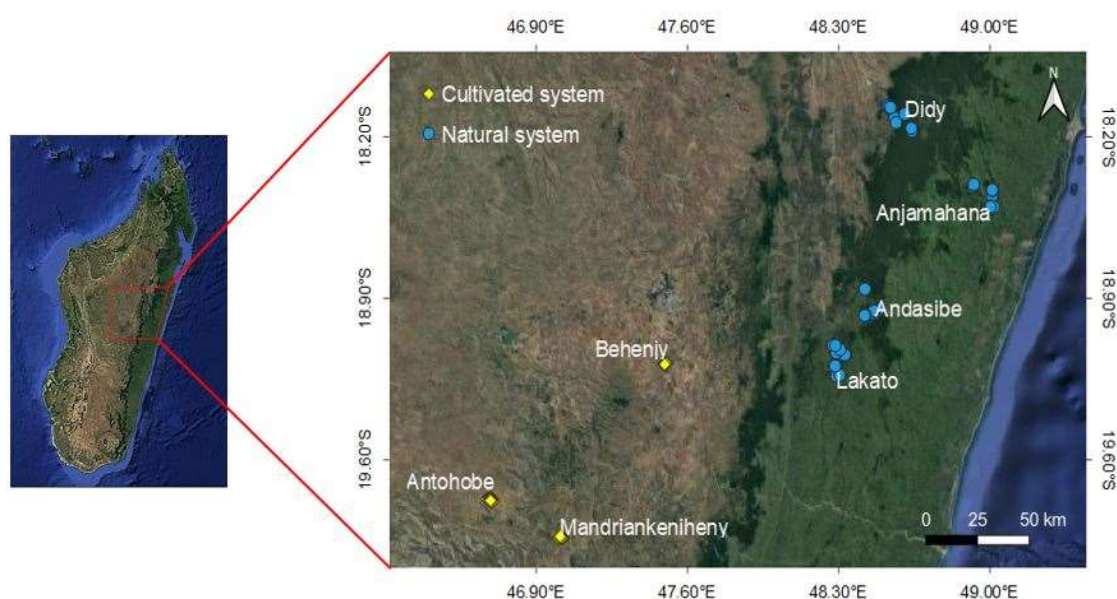 46.90°E 47.60°E 48.30°E 49.00°E
Cultivated system
Natural system
N
Didy
18.20°S 18.20°S
Anjamahana
18.90°S 18.90°S
Andasibe
Behenjy
Lakato
19.60°S 19.60°S
Antohobe
Mandriankeniheny
0 25 50 km
46.90°E 47.60°E 48.30°E 49.00°E